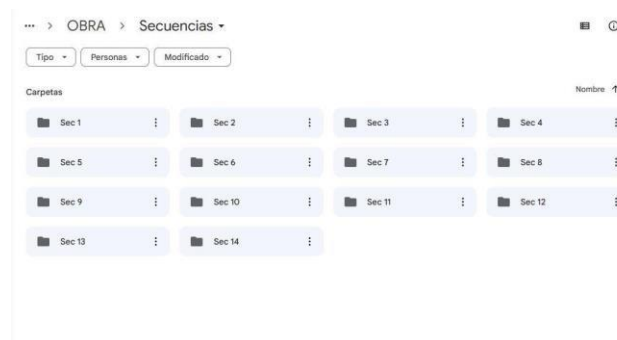 ... > OBRA > Secuencias
Tipo Personas Modificado
Carpetas Nombre ↑
Sec 1 Sec 2 Sec 3 Sec 4
Sec 5 Sec 6 Sec 7 Sec 8
Sec 9 Sec 10 Sec 11 Sec 12
Sec 13 Sec 14